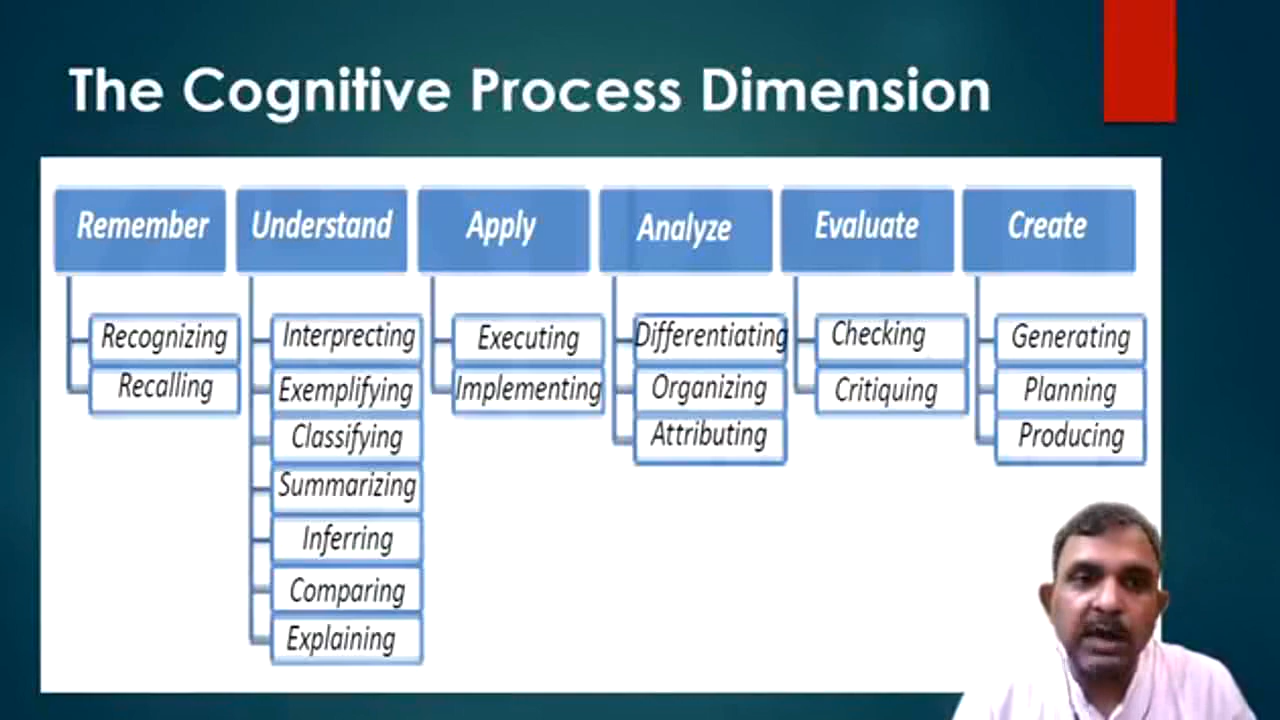 The Cognitive Process Dimension
Remember
Recognizing
Recalling
Understand
Interprecting
Exemplifying
Classifying
Summarizing
Inferring
Comparing
Explaining
Apply
Executing
Implementing
Analyze
Differentiating
Organizing
Attributing
Evaluate
Checking
Critiquing
Create
Generating
Planning
Producing